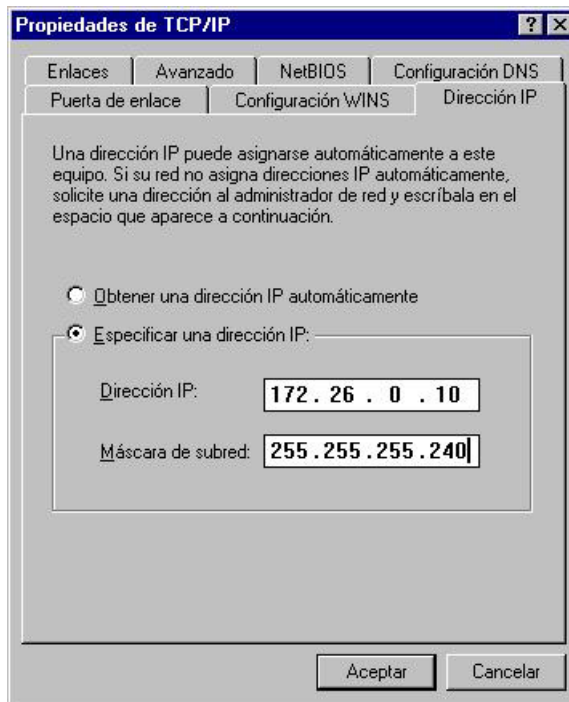 Propiedades de TCP/IP
? ×
Enlaces Avanzado NetBIOS Configuración DNS
Puerta de enlace Configuración WINS Dirección IP
Una dirección IP puede asignarse automáticamente a este
equipo. Si su red no asigna direcciones IP automáticamente,
solicite una dirección al administrador de red y escríbala en el
espacio que aparece a continuación.
Obtener una dirección IP automáticamente
Especificar una dirección IP:
Dirección IP: 172 . 26 . 0 . 10
Máscara de subred: 255 . 255 . 255 . 240
Aceptar Cancelar